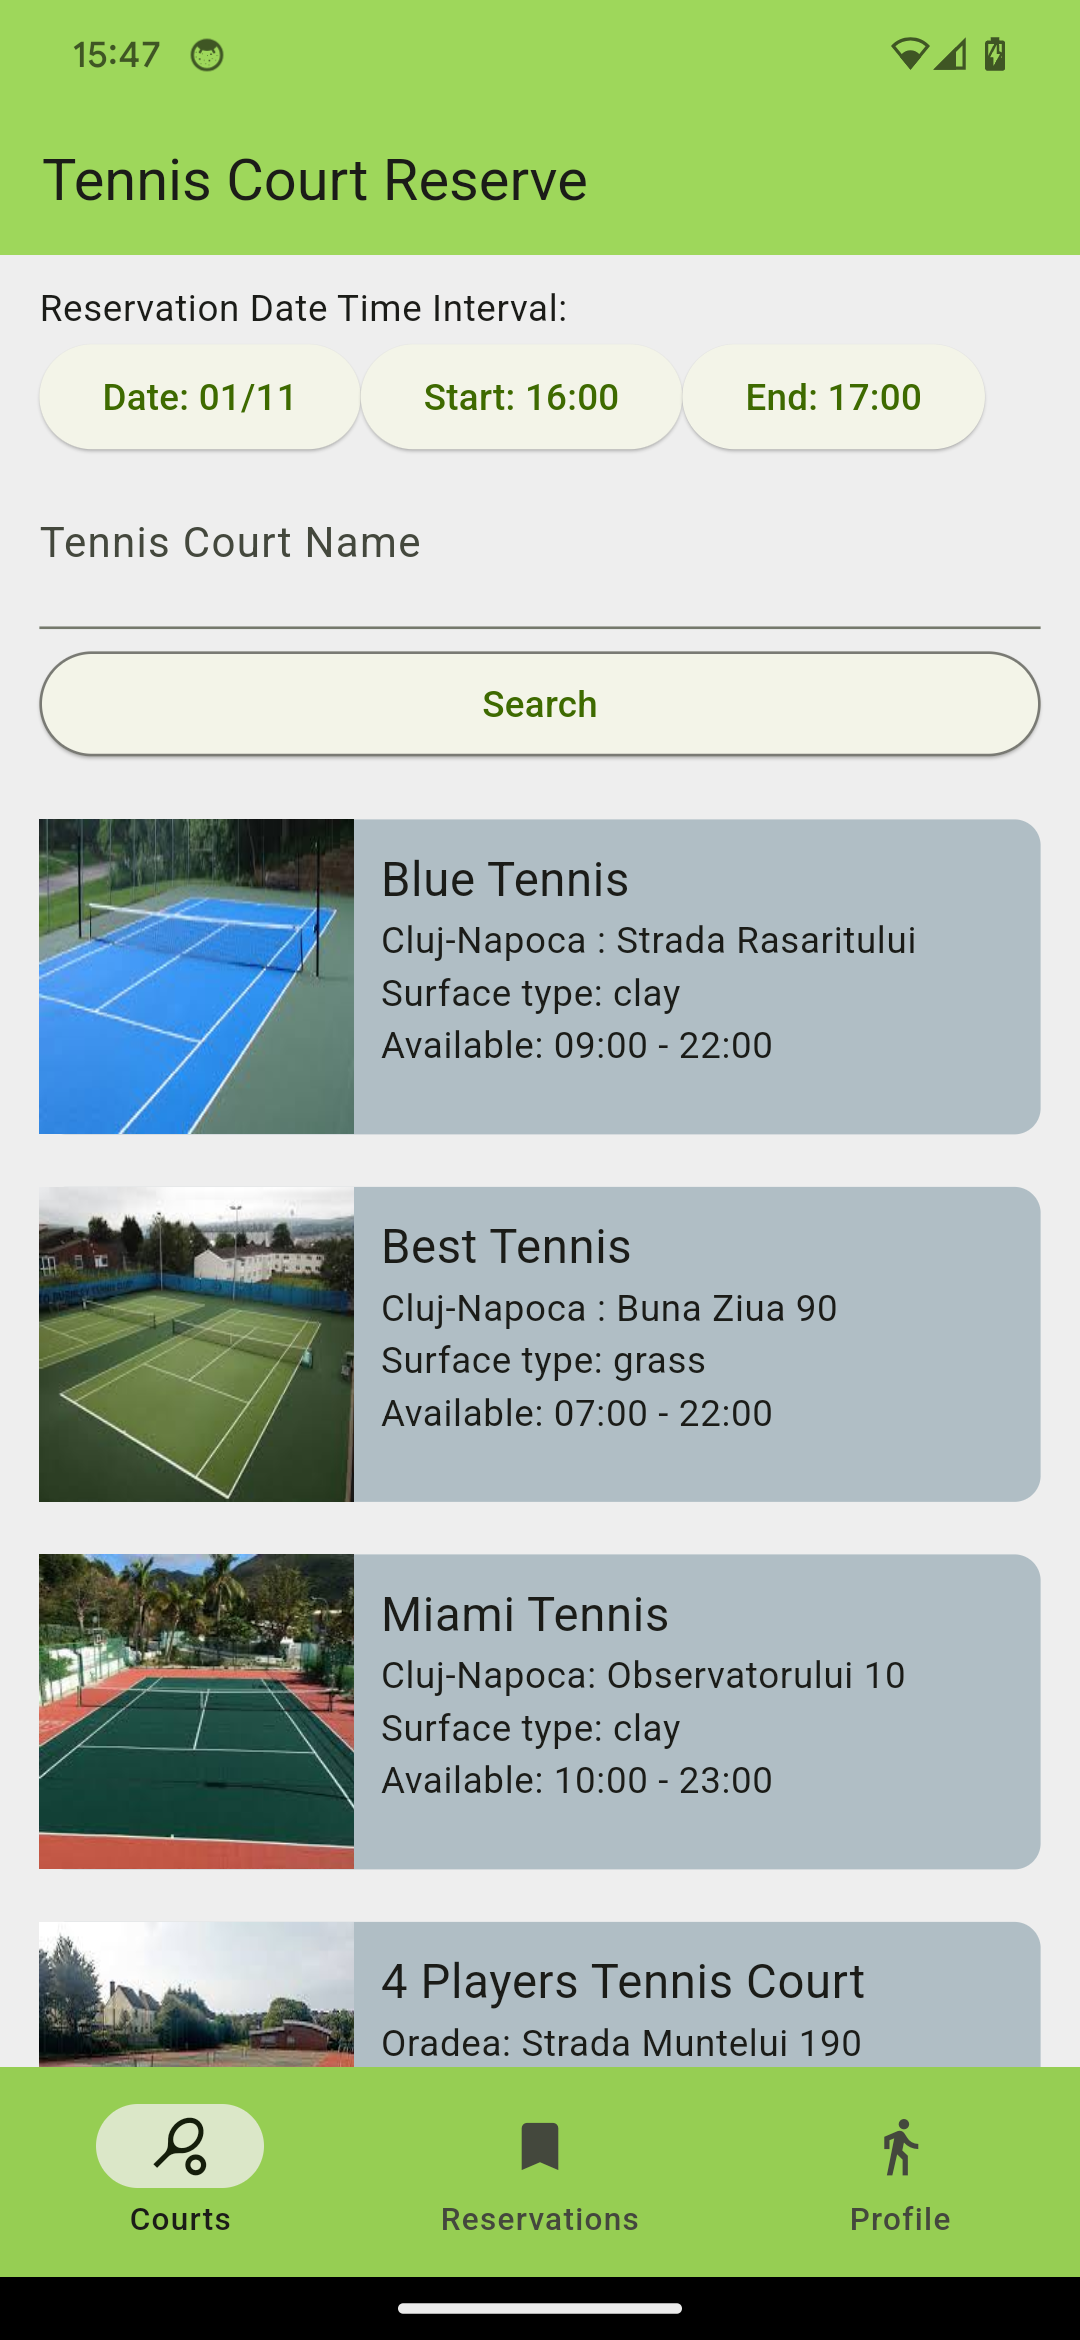 15:47
Tennis Court Reserve
Reservation Date Time Interval:
Date: 01/11 Start: 16:00 End: 17:00
Tennis Court Name
Search
Blue Tennis
Cluj-Napoca : Strada Rasaritului
Surface type: clay
Available: 09:00 - 22:00
Best Tennis
Cluj-Napoca : Buna Ziua 90
Surface type: grass
Available: 07:00 - 22:00
Miami Tennis
Cluj-Napoca: Observatorului 10
Surface type: clay
Available: 10:00 - 23:00
4 Players Tennis Court
Oradea: Strada Muntelui 190
Courts Reservations Profile